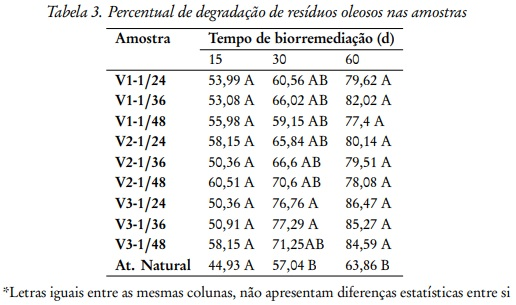 Tabela 3. Percentual de degradação de resíduos oleosos nas amostras
Amostra Tempo de biorremediação (d)
15 30 60
V1-1/24 53,99 A 60,56 AB 79,62 A
V1-1/36 53,08 A 66,02 AB 82,02 A
V1-1/48 55,98 A 59,15 AB 77,4 A
V2-1/24 58,15 A 65,84 AB 80,14 A
V2-1/36 50,36 A 66,6 AB 79,51 A
V2-1/48 60,51 A 70,6 AB 78,08 A
V3-1/24 50,36 A 76,76 A 86,47 A
V3-1/36 50,91 A 77,29 A 85,27 A
V3-1/48 58,15 A 71,25AB 84,59 A
At. Natural 44,93 A 57,04 B 63,86 B
*Letras iguais entre as mesmas colunas, não apresentam diferenças estatísticas entre si